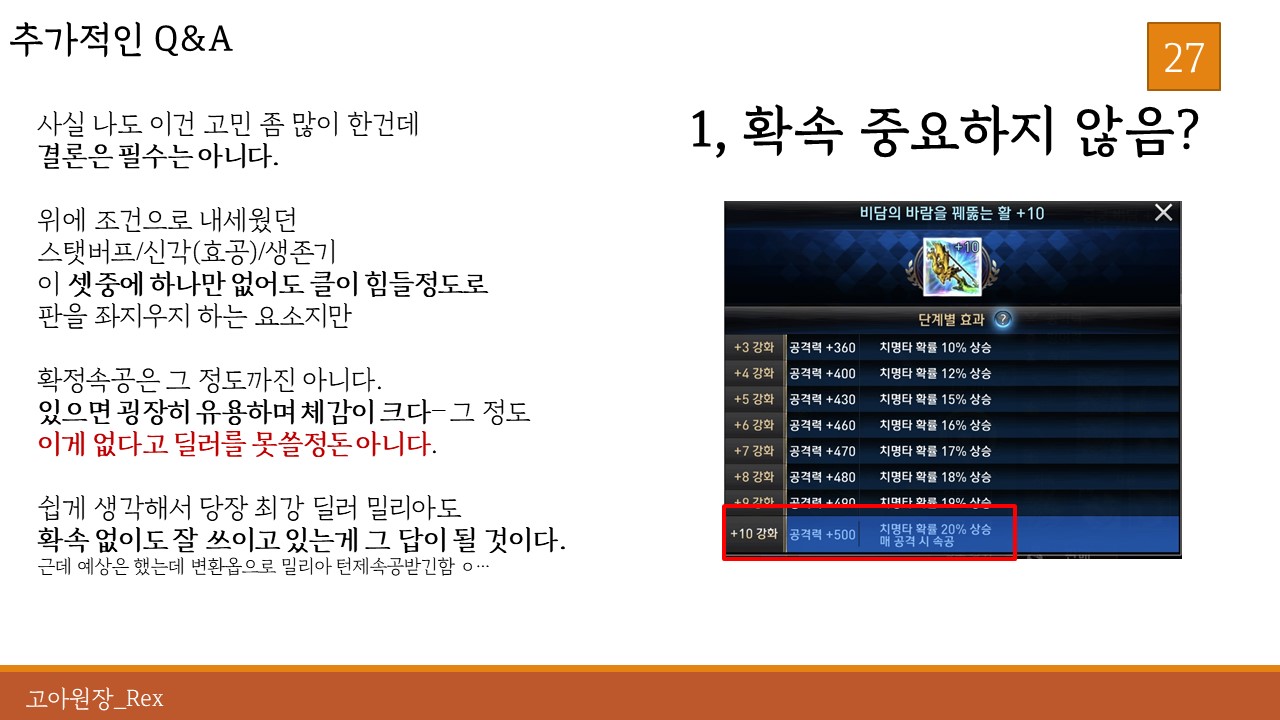 추가적인 Q&A
27
사실 나도 이건 고민 좀 많이 한건데
결론은 필수는 아니다.
위에 조건으로 내세웠던
스탯버프/신각(효공)/생존기
이 셋중에 하나만 없어도 클이 힘들정도로
판을 좌지우지 하는 요소지만
확정속공은 그 정도까진 아니다.
있으면 굉장히 유용하며 체감이 크다– 그 정도
이게 없다고 딜러를 못쓸정돈 아니다.
쉽게 생각해서 당장 최강 딜러 밀리아도
확속 없이도 잘 쓰이고 있는게 그 답이 될 것이다.
근데 예상은 했는데 변환옵으로 밀리아 턴제속공받긴함 ㅇ…
1, 확속 중요하지 않음?
비담의 바람을 꿰뚫는 활 +10
+10
단계별 효과 ?
+3 강화 공격력 +360 치명타 확률 10% 상승
+4 강화 공격력 +400 치명타 확률 12% 상승
+5 강화 공격력 +430 치명타 확률 15% 상승
+6 강화 공격력 +460 치명타 확률 16% 상승
+7 강화 공격력 +470 치명타 확률 17% 상승
+8 강화 공격력 +480 치명타 확률 18% 상승
+9 강화 공격력 +490 치명타 확률 19% 상승
+10 강화 공격력 +500 치명타 확률 20% 상승
매 공격 시 속공
고아원장_Rex